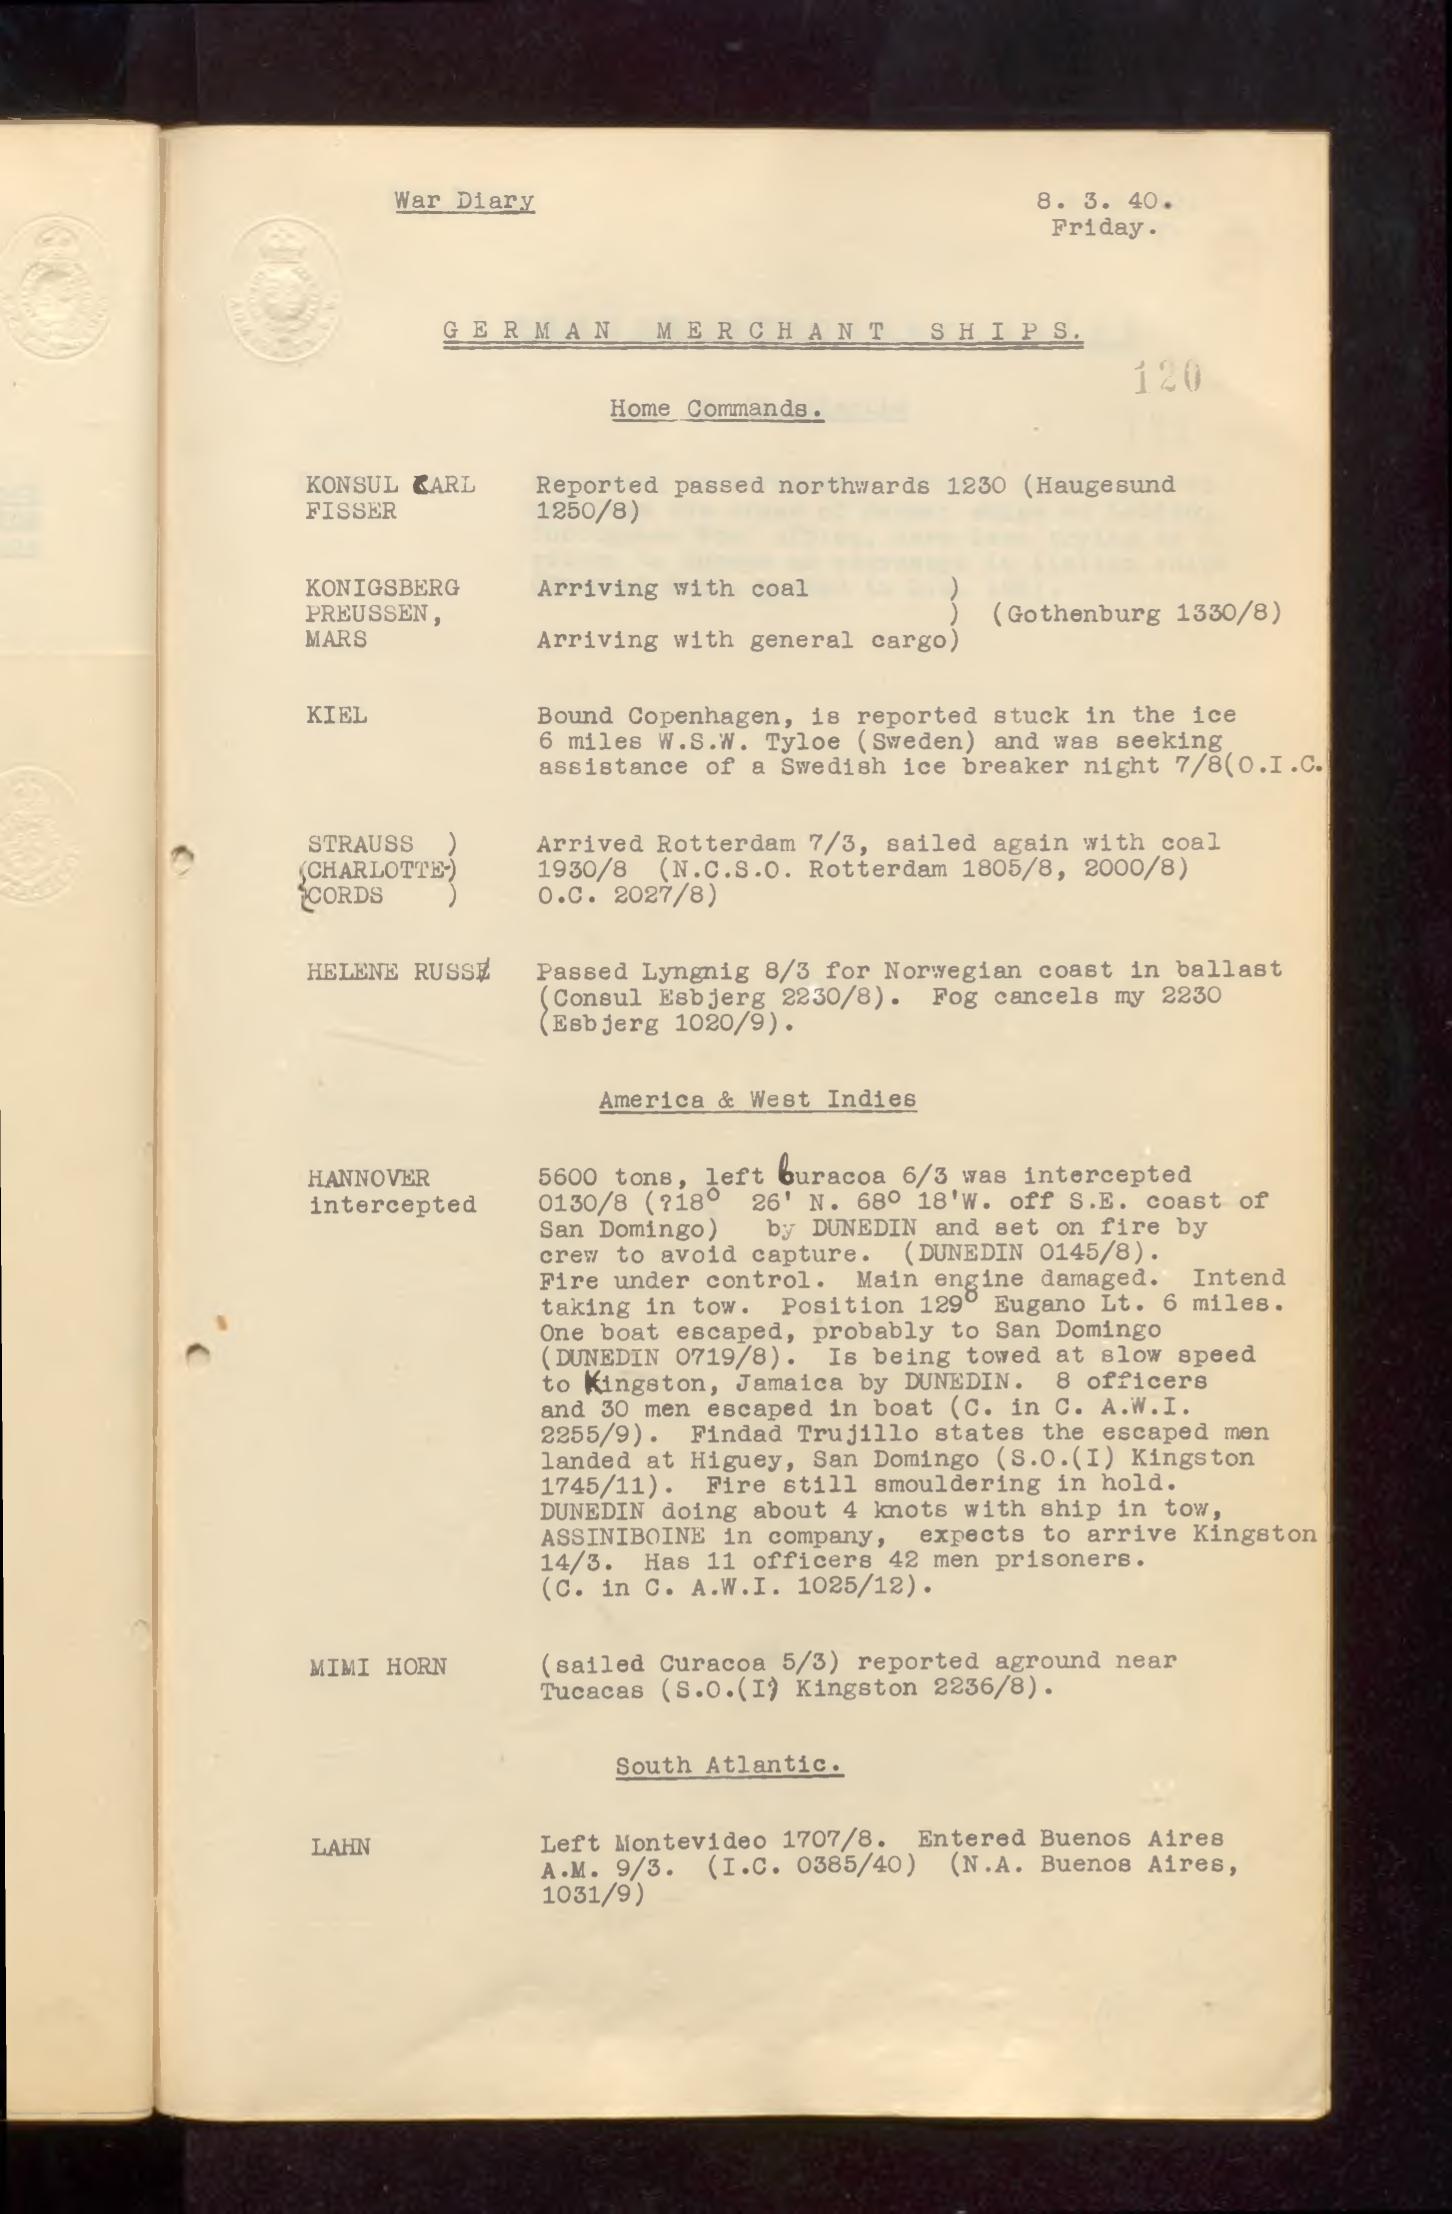 War Diary 8. 3. 40.
Friday.
GERMAN MERCHANT SHIPS.
120
Home Commands.
KONSUL CARL Reported passed northwards 1230 (Haugesund
FISSER 1250/8)
KONIGSBERG Arriving with coal )
PREUSSEN, ) (Gothenburg 1330/8)
MARS Arriving with general cargo)
KIEL Bound Copenhagen, is reported stuck in the ice
6 miles W.S.W. Tyloe (Sweden) and was seeking
assistance of a Swedish ice breaker night 7/8(O.I.C.
STRAUSS ) Arrived Rotterdam 7/3, sailed again with coal
(CHARLOTTE-) 1930/8 (N.C.S.O. Rotterdam 1805/8, 2000/8)
(CORDS ) O.C. 2027/8)
HELENE RUSS Passed Lyngnig 8/3 for Norwegian coast in ballast
(Consul Esbjerg 2230/8). Fog cancels my 2230
(Esbjerg 1020/9).
America & West Indies
HANNOVER 5600 tons, left Curacoa 6/3 was intercepted
intercepted 0130/8 (?18° 26' N. 68° 18'W. off S.E. coast of
San Domingo) by DUNEDIN and set on fire by
crew to avoid capture. (DUNEDIN 0145/8).
Fire under control. Main engine damaged. Intend
taking in tow. Position 129° Eugano Lt. 6 miles.
One boat escaped, probably to San Domingo
(DUNEDIN 0719/8). Is being towed at slow speed
to Kingston, Jamaica by DUNEDIN. 8 officers
and 30 men escaped in boat (C. in C. A.W.I.
2255/9). Findad Trujillo states the escaped men
landed at Higuey, San Domingo (S.O.(I) Kingston
1745/11). Fire still smouldering in hold.
DUNEDIN doing about 4 knots with ship in tow,
ASSINIBOINE in company, expects to arrive Kingston
14/3. Has 11 officers 42 men prisoners.
(C. in C. A.W.I. 1025/12).
MIMI HORN (sailed Curacoa 5/3) reported aground near
Tucacas (S.O.(I) Kingston 2236/8).
South Atlantic.
LAHN Left Montevideo 1707/8. Entered Buenos Aires
A.M. 9/3. (I.C. 0385/40) (N.A. Buenos Aires,
1031/9)